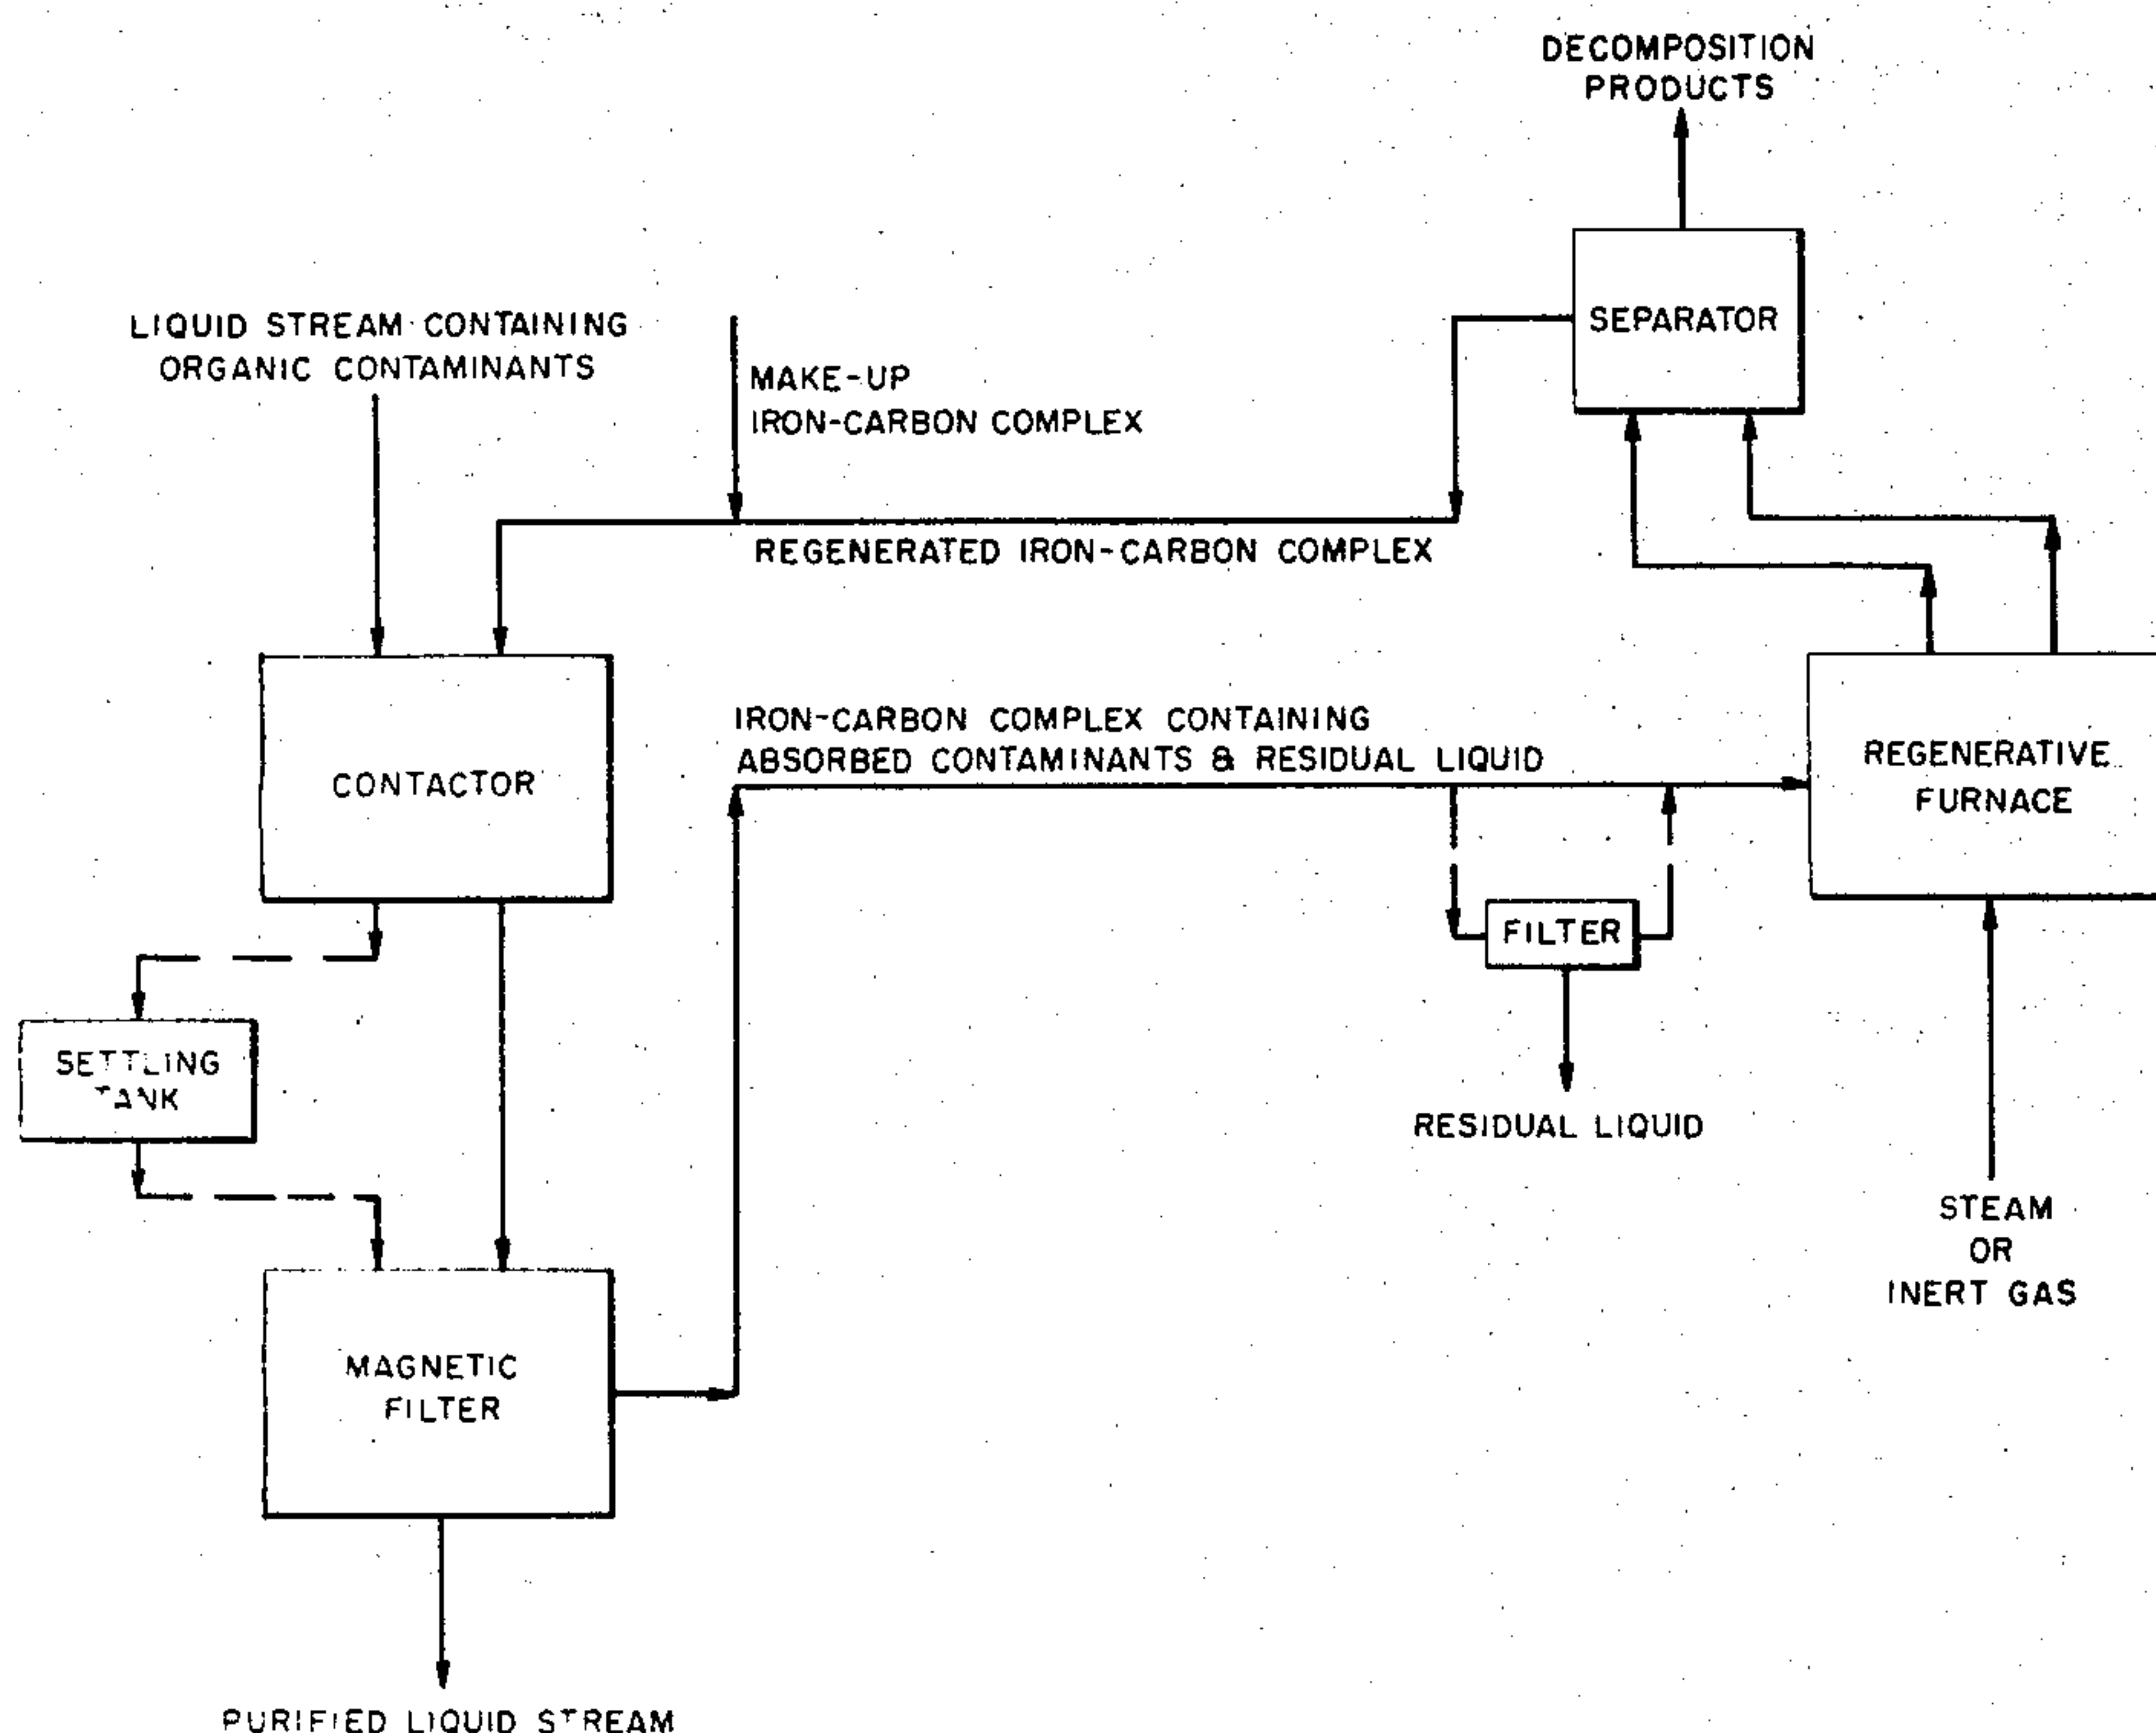 DECOMPOSITION
PRODUCTS
SEPARATOR
LIQUID STREAM CONTAINING
ORGANIC CONTAMINANTS
MAKE-UP
IRON-CARBON COMPLEX
REGENERATED IRON-CARBON COMPLEX
CONTACTOR
IRON-CARBON COMPLEX CONTAINING
ABSORBED CONTAMINANTS & RESIDUAL LIQUID
REGENERATIVE
FURNACE
FILTER
RESIDUAL LIQUID
SETTLING
TANK
STEAM
OR
INERT GAS
MAGNETIC
FILTER
PURIFIED LIQUID STREAM